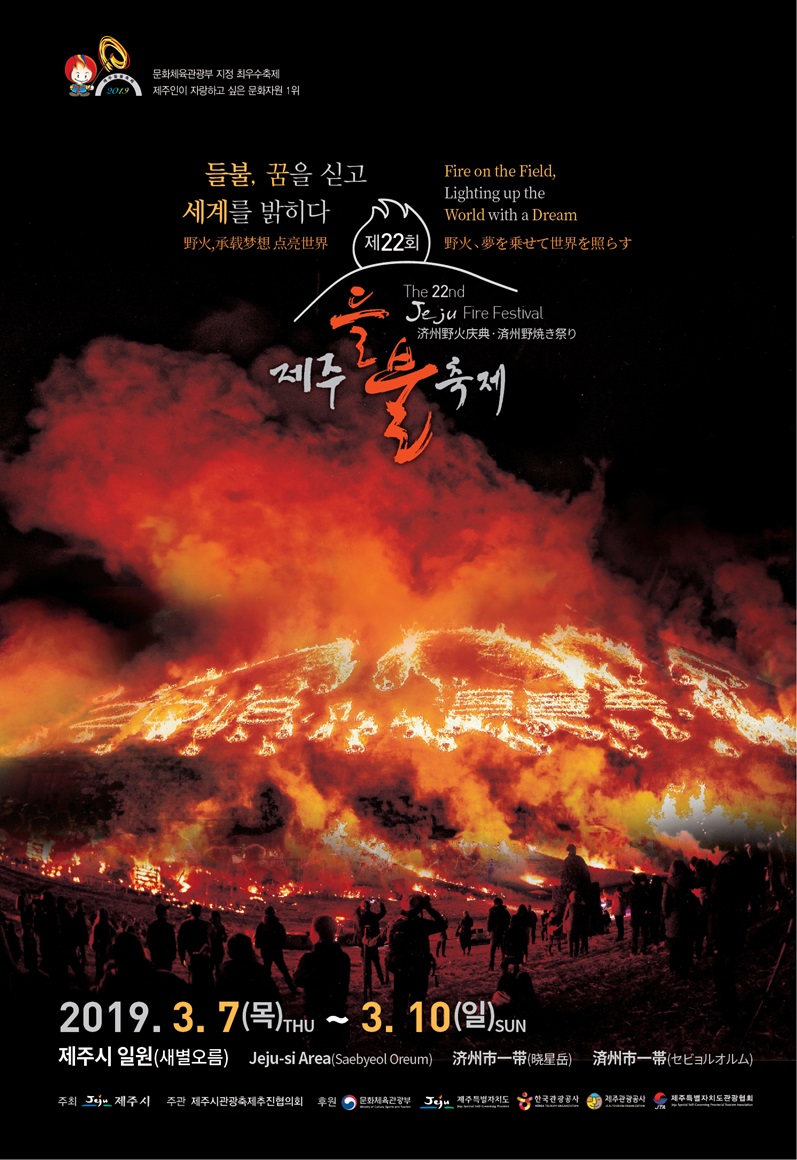 2019
문화체육관광부 지정 최우수축제
제주인이 자랑하고 싶은 문화자원 1위
들불, 꿈을 싣고
세계를 밝히다
野火,承载梦想 点亮世界
Fire on the Field,
Lighting up the
World with a Dream
野火、夢を乗せて世界を照らす
제22회
The 22nd
Jeju Fire Festival
济州野火庆典·済州野焼き祭り
제주들불축제
2019. 3. 7(목)THU ~ 3. 10(일)SUN
제주시 일원(새별오름) Jeju-si Area(Saebyeol Oreum) 济州市一带(晓星岳) 済州市一帯(セビョルオルム)
주최 Jeju 제주시 주관 제주시관광축제추진협의회 후원 문화체육관광부 Jeju 제주특별자치도 한국관광공사 제주관광공사 JTA 제주특별자치도관광협회